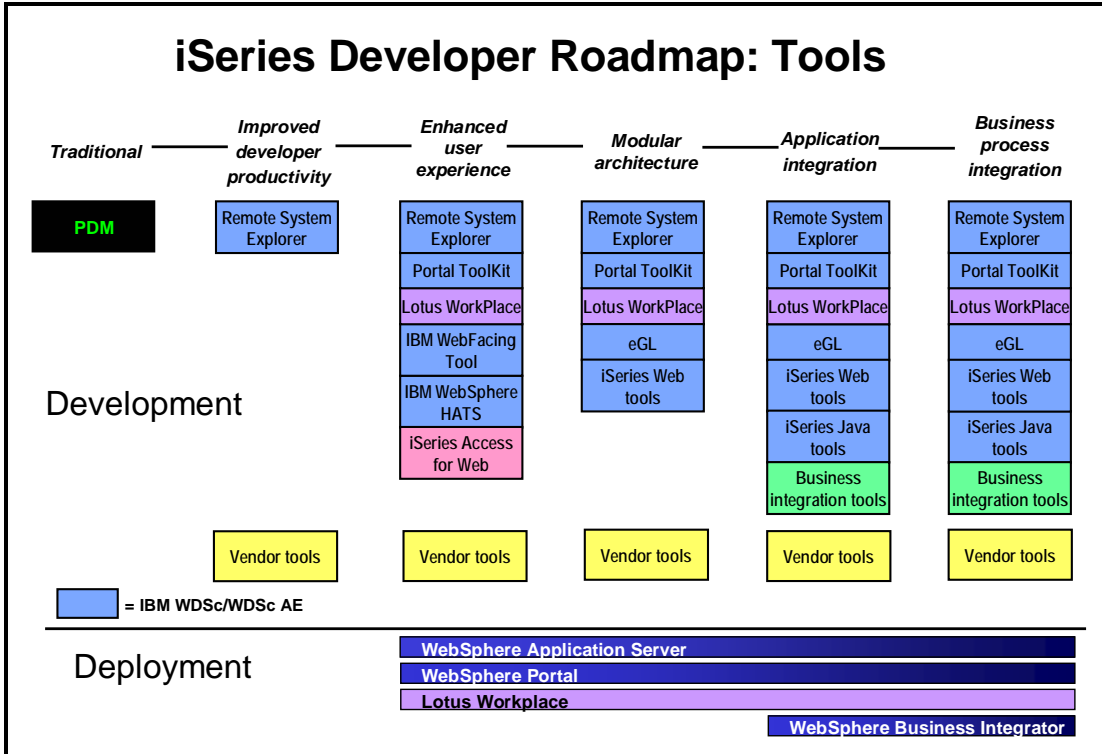 iSeries Developer Roadmap: Tools
Traditional
Improved
developer
productivity
Enhanced
user
experience
Modular
architecture
Application
integration
Business
process
integration
PDM
Remote System
Explorer
Remote System
Explorer
Portal ToolKit
Lotus WorkPlace
IBM WebFacing
Tool
IBM WebSphere
HATS
iSeries Access
for Web
Remote System
Explorer
Portal ToolKit
Lotus WorkPlace
eGL
iSeries Web
tools
Remote System
Explorer
Portal ToolKit
Lotus WorkPlace
eGL
iSeries Web
tools
iSeries Java
tools
Business
integration tools
Remote System
Explorer
Portal ToolKit
Lotus WorkPlace
eGL
iSeries Web
tools
iSeries Java
tools
Business
integration tools
Development
Vendor tools
Vendor tools
Vendor tools
Vendor tools
Vendor tools
= IBM WDSc/WDSc AE
Deployment
WebSphere Application Server
WebSphere Portal
Lotus Workplace
WebSphere Business Integrator